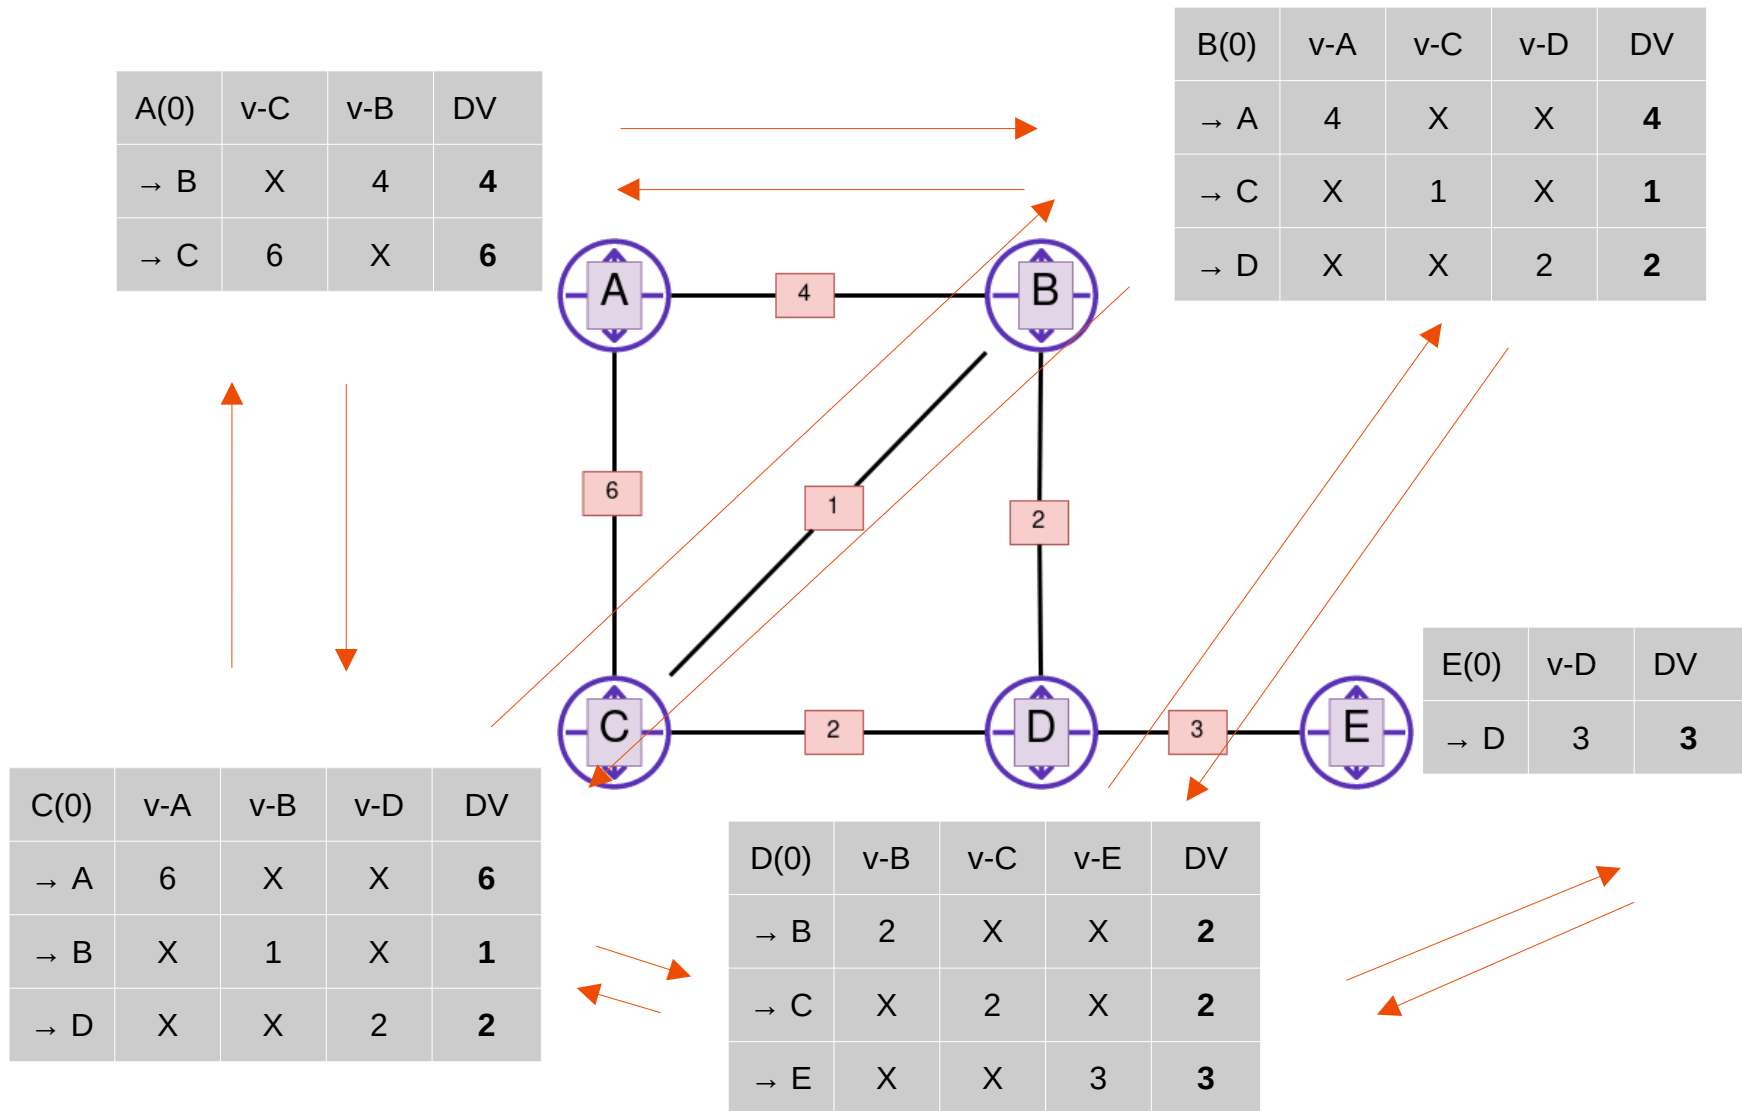 A(0) v-C v-B DV
→ B X 4 4
→ C 6 X 6
B(0) v-A v-C v-D DV
→ A 4 X X 4
→ C X 1 X 1
→ D X X 2 2
A 4 B
6 1 2
C 2 D 3 E
E(0) v-D DV
→ D 3 3
C(0) v-A v-B v-D DV
→ A 6 X X 6
→ B X 1 X 1
→ D X X 2 2
D(0) v-B v-C v-E DV
→ B 2 X X 2
→ C X 2 X 2
→ E X X 3 3